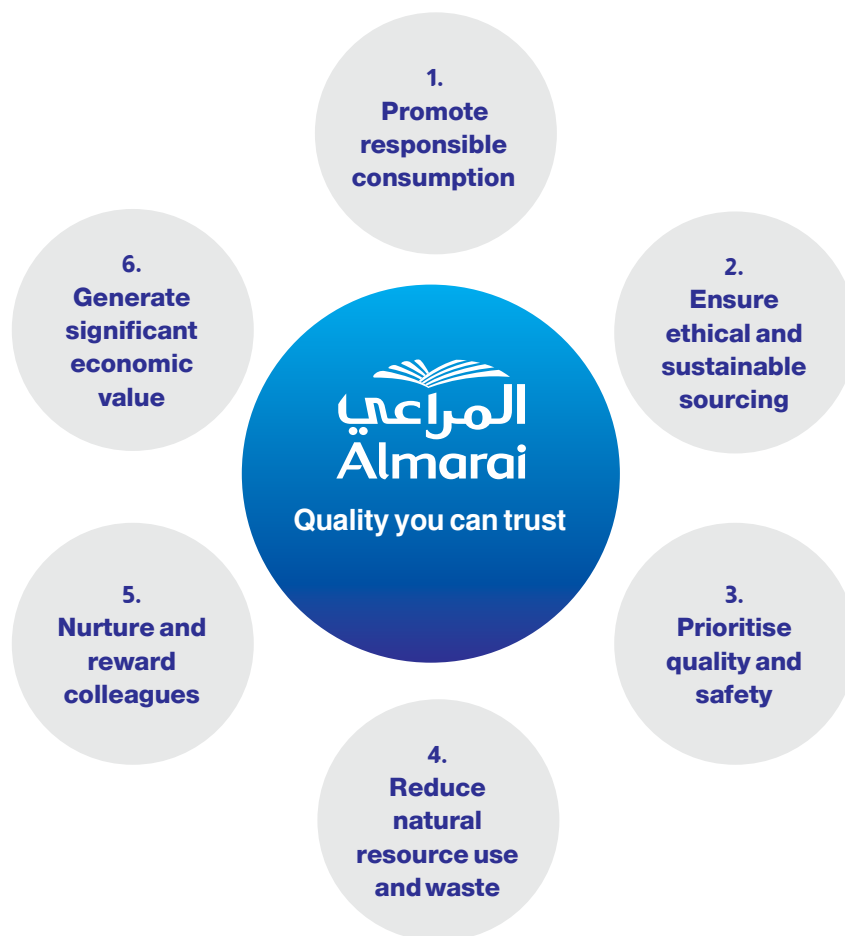 1.
Promote
responsible
consumption
2.
Ensure
ethical and
sustainable
sourcing
3.
Prioritise
quality and
safety
4.
Reduce
natural
resource use
and waste
5.
Nurture and
reward
colleagues
6.
Generate
significant
economic
value
المراعي
Almarai
Quality you can trust